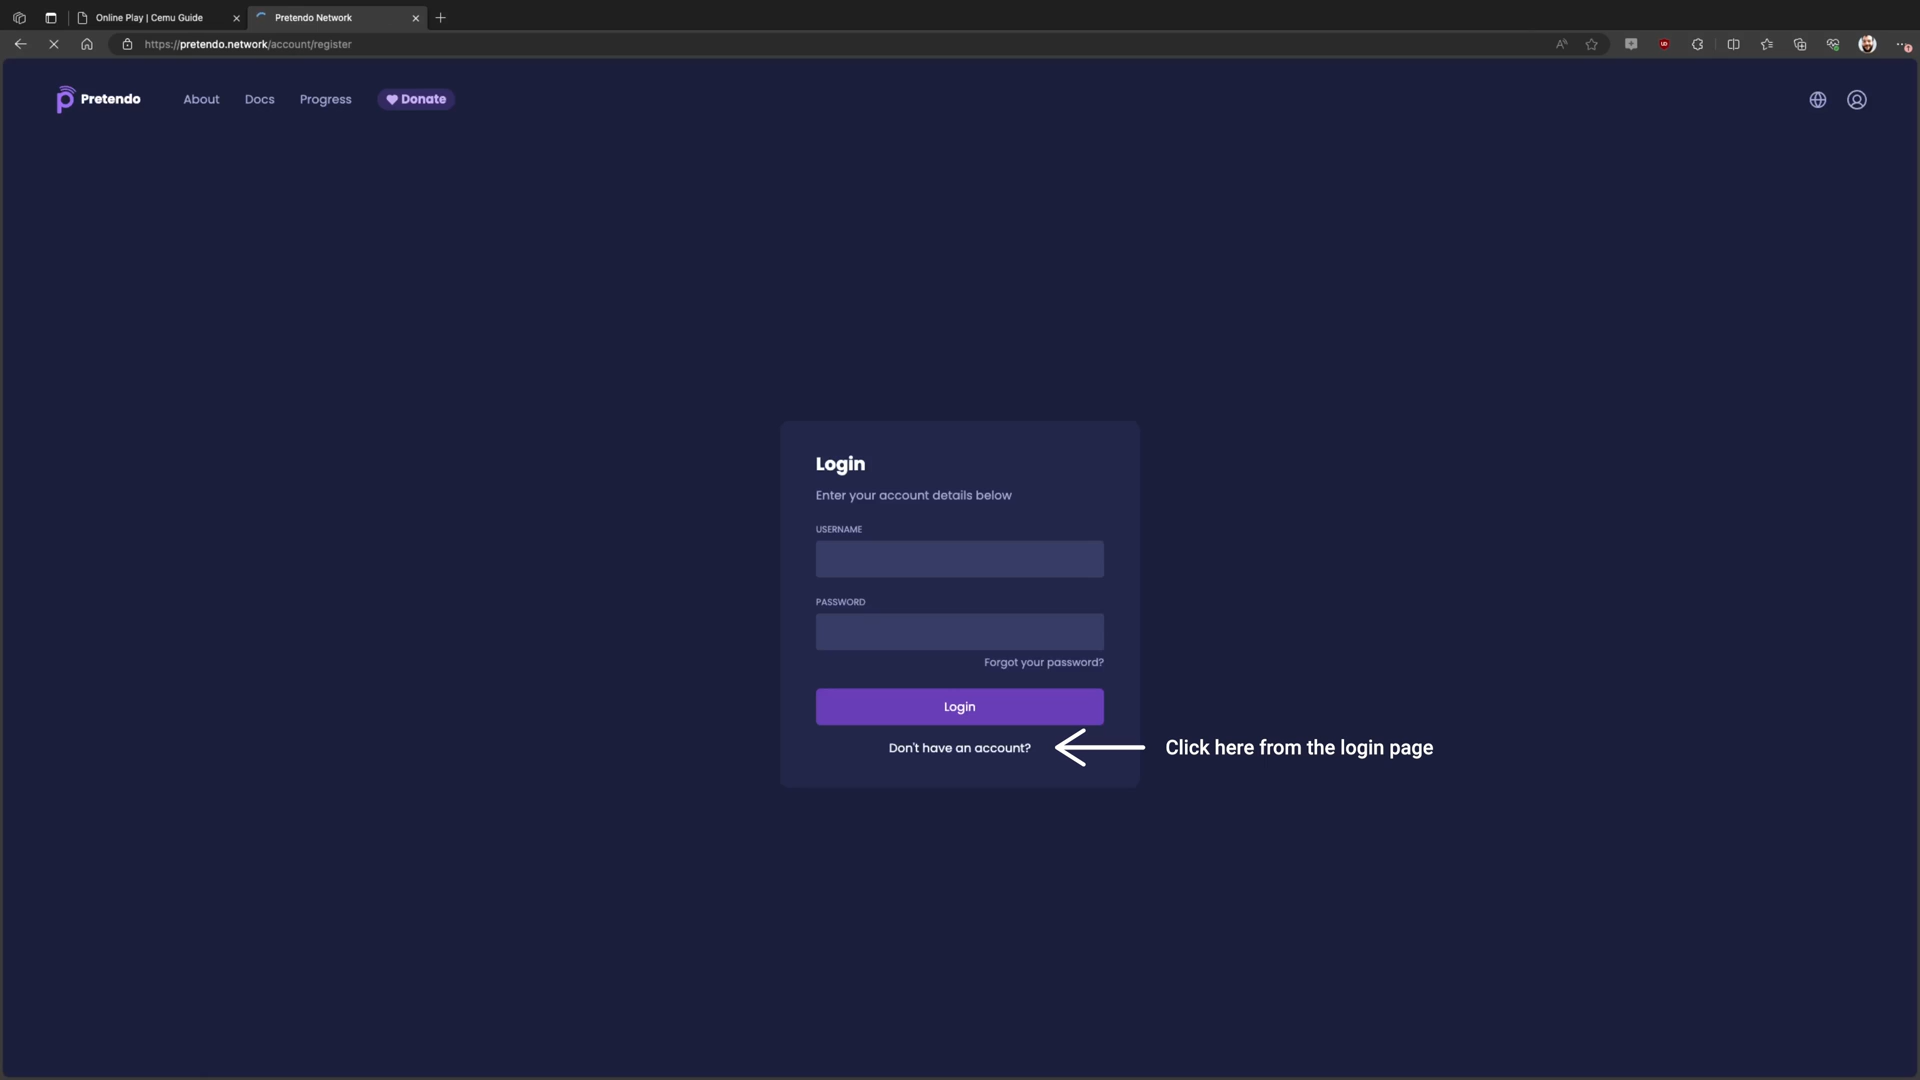 Online Play | Cemu Guide
Pretendo Network
https://pretendo.network/account/register
Pretendo
About
Docs
Progress
Donate
Login
Enter your account details below
USERNAME
PASSWORD
Forgot your password?
Login
Don't have an account?
Click here from the login page